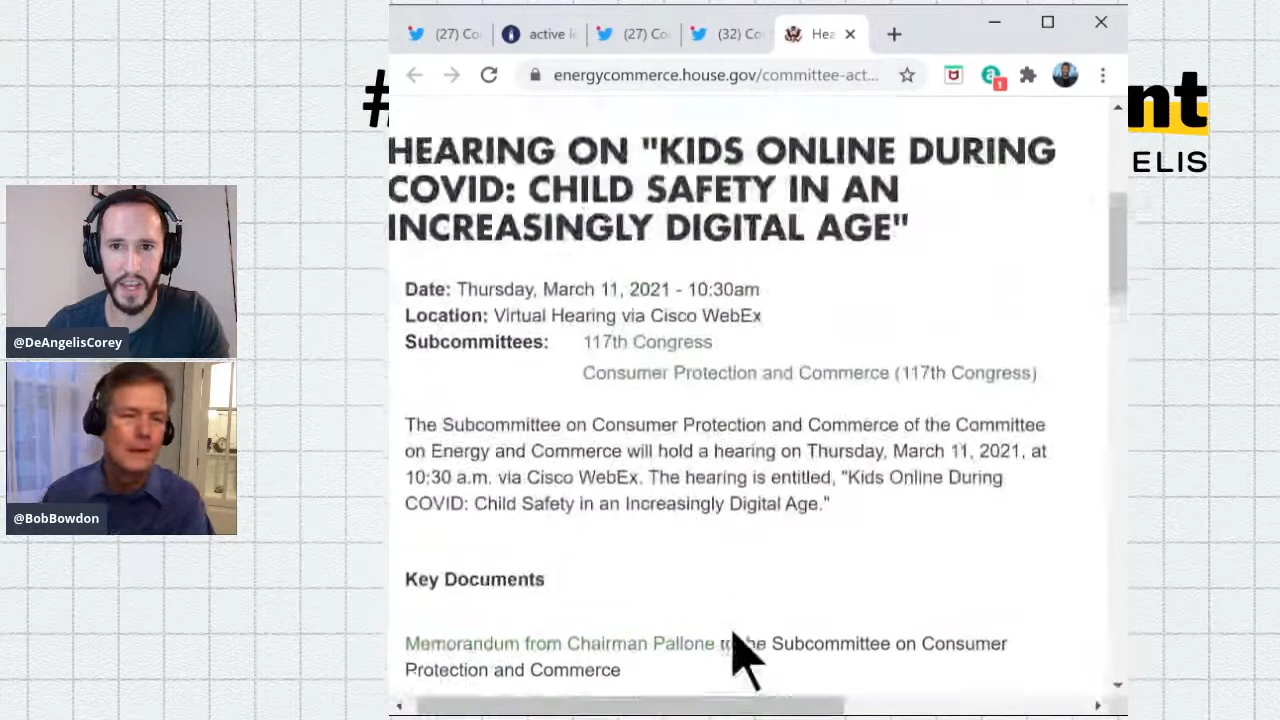 (27) Co
active l
(27) Co
(32) Co
Hea
energycommerce.house.gov/committee-act...
1
#
nt
ELIS
HEARING ON "KIDS ONLINE DURING
COVID: CHILD SAFETY IN AN
INCREASINGLY DIGITAL AGE"
Date: Thursday, March 11, 2021 - 10:30am
Location: Virtual Hearing via Cisco WebEx
Subcommittees: 117th Congress
Consumer Protection and Commerce (117th Congress)
The Subcommittee on Consumer Protection and Commerce of the Committee
on Energy and Commerce will hold a hearing on Thursday, March 11, 2021, at
10:30 a.m. via Cisco WebEx. The hearing is entitled, "Kids Online During
COVID: Child Safety in an Increasingly Digital Age."
Key Documents
Memorandum from Chairman Pallone to the Subcommittee on Consumer
Protection and Commerce
@DeAngelisCorey
@BobBowdon